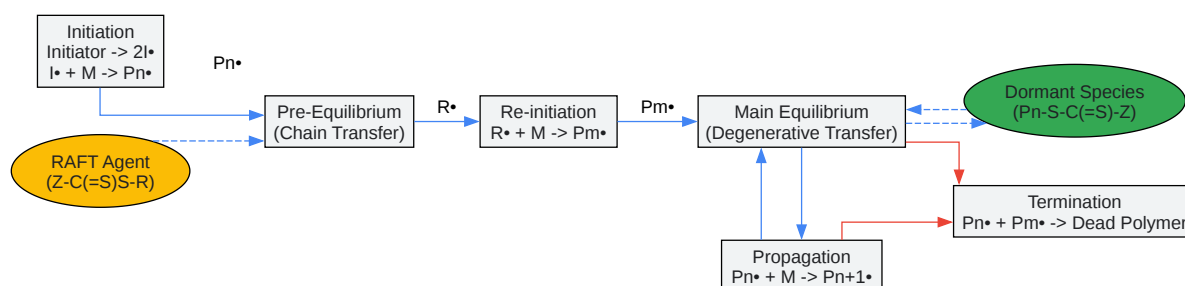 Initiation
Initiator -> 2I•
I• + M -> Pn•
Pn•
RAFT Agent
(Z-C(=S)S-R)
Pre-Equilibrium
(Chain Transfer)
R•
Re-initiation
R• + M -> Pm•
Pm•
Main Equilibrium
(Degenerative Transfer)
Dormant Species
(Pn-S-C(=S)-Z)
Termination
Pn• + Pm• -> Dead Polymer
Propagation
Pn• + M -> Pn+1•